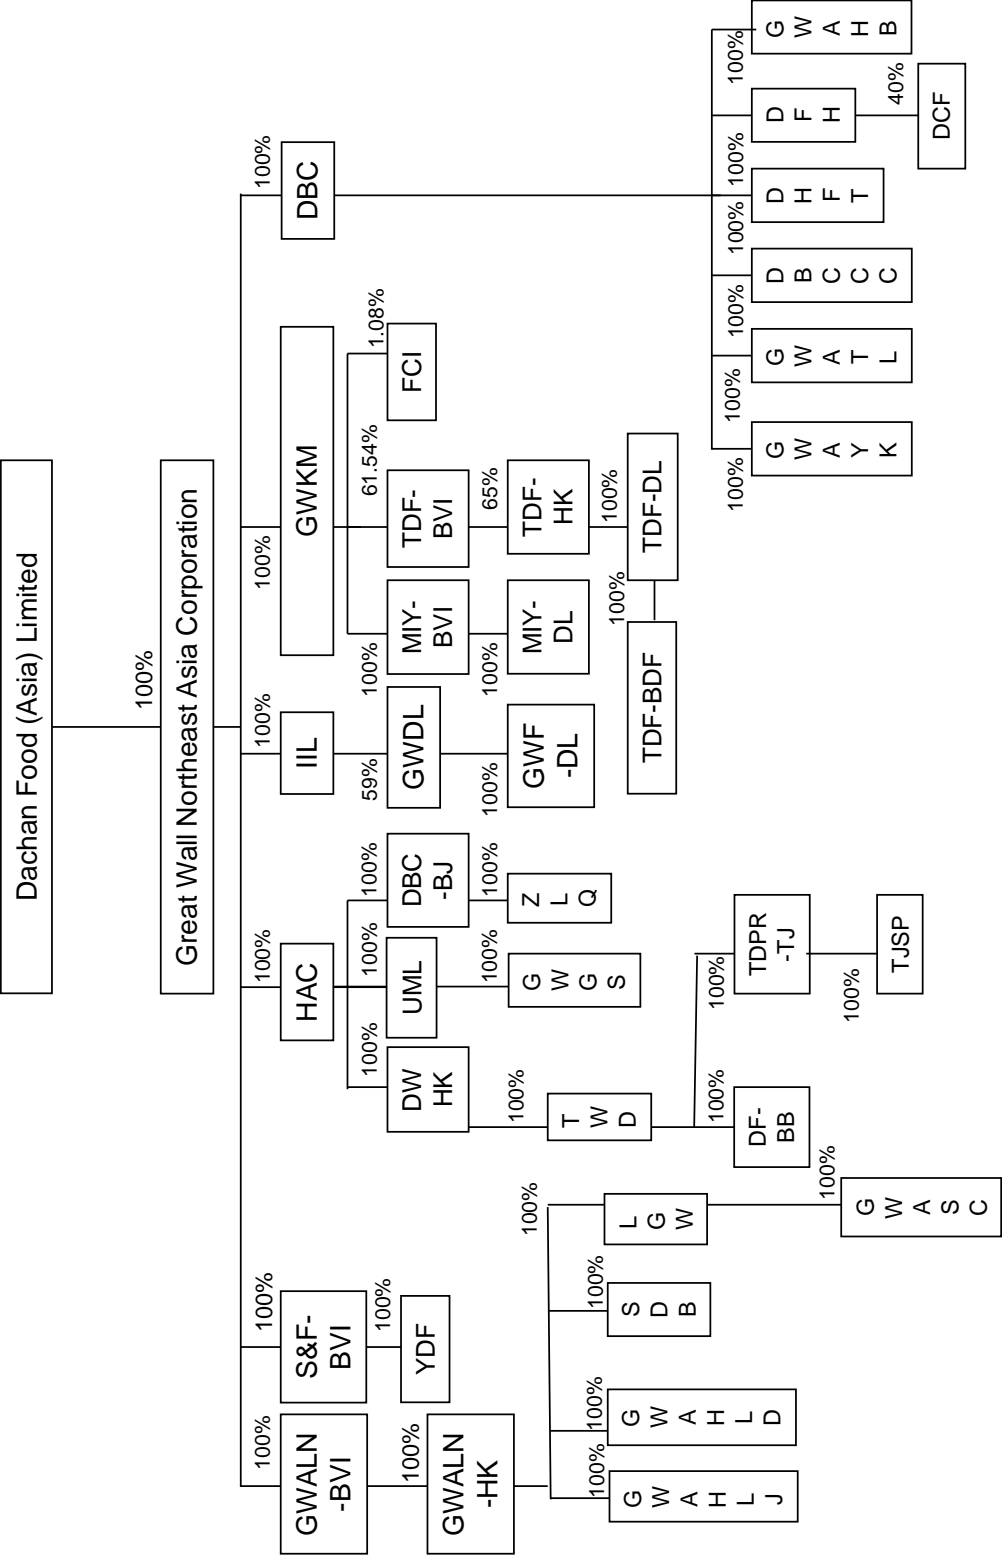 Dachan Food (Asia) Limited
100%
Great Wall Northeast Asia Corporation
100%
100%
100%
100%
100%
100%
GWALN
-BVI
S&F-
BVI
HAC
IIL
GWKM
DBC
100%
100%
100%
100%
100%
59%
100%
61.54%
1.08%
GWALN
-HK
YDF
DW
HK
UML
DBC
-BJ
GWDL
MIY-
BVI
TDF-
BVI
FCI
100%
100%
100%
100%
100%
100%
65%
TWD
GWGS
ZLQ
GWF
-DL
MIY-
DL
TDF-
HK
100%
100%
100%
100%
100%
GWAHLJ
GWAHLD
SDB
LGW
TDF-BDF
TDF-DL
100%
100%
100%
100%
100%
100%
100%
100%
DF-
BB
TDPR
-TJ
GWAYK
GWATL
DBCCC
DHFT
DFH
GWAHB
100%
100%
40%
GWASC
TJSP
DCF